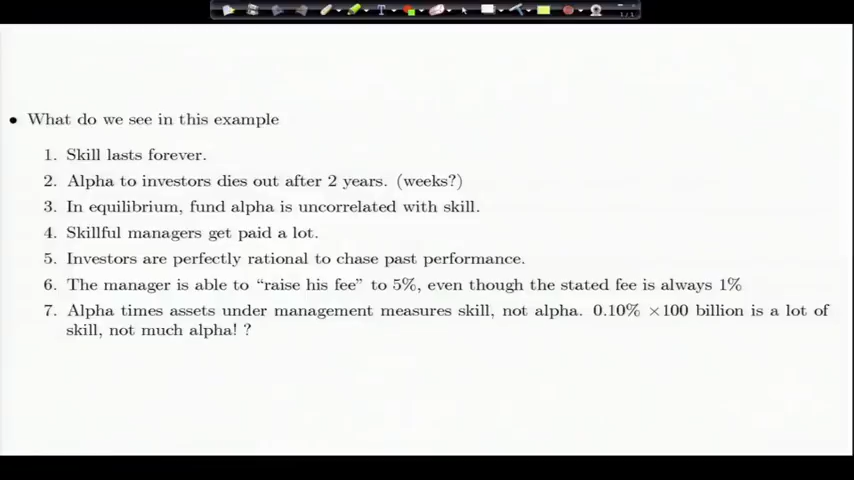 • What do we see in this example
1. Skill lasts forever.
2. Alpha to investors dies out after 2 years. (weeks?)
3. In equilibrium, fund alpha is uncorrelated with skill.
4. Skillful managers get paid a lot.
5. Investors are perfectly rational to chase past performance.
6. The manager is able to “raise his fee” to 5%, even though the stated fee is always 1%
7. Alpha times assets under management measures skill, not alpha. 0.10% ×100 billion is a lot of
skill, not much alpha! ?